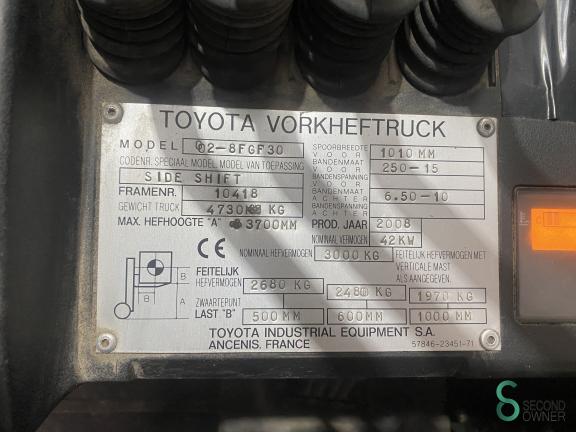 TOYOTA VORKHEFTRUCK
MODEL 02-8FGF30
CODENR. SPECIAAL MODEL, MODEL VAN TOEPASSING
SIDE SHIFT
FRAMENR. 10418
GEWICHT TRUCK 4730 KG
MAX. HEFHOOGTE "A" 3700MM
SPOORBREEDTE VOOR 1010 MM
BANDENMAAT VOOR 250-15
BANDENSPANNING VOOR
BANDENMAAT ACHTER 6.50-10
BANDENSPANNING ACHTER
PROD. JAAR 2008
NOMINAAL VERMOGEN 42KW
CE
NOMINAAL HEFVERMOGEN 3000 KG
FEITELIJK HEFVERMOGEN MET
VERTICALE MAST
ALS AANGEGEVEN.
FEITELIJK
HEFVERMOGEN 2680 KG 2480 KG 1970 KG
ZWAARTEPUNT
LAST "B" 500 MM 600MM 1000 MM
B
B
A
TOYOTA INDUSTRIAL EQUIPMENT S.A.
ANCENIS. FRANCE 57846-23451-71
SECOND
OWNER